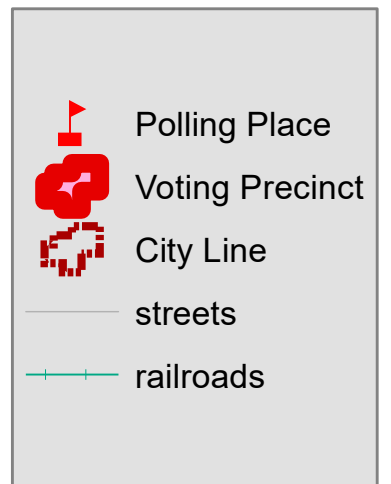 Polling Place
Voting Precinct
City Line
streets
railroads